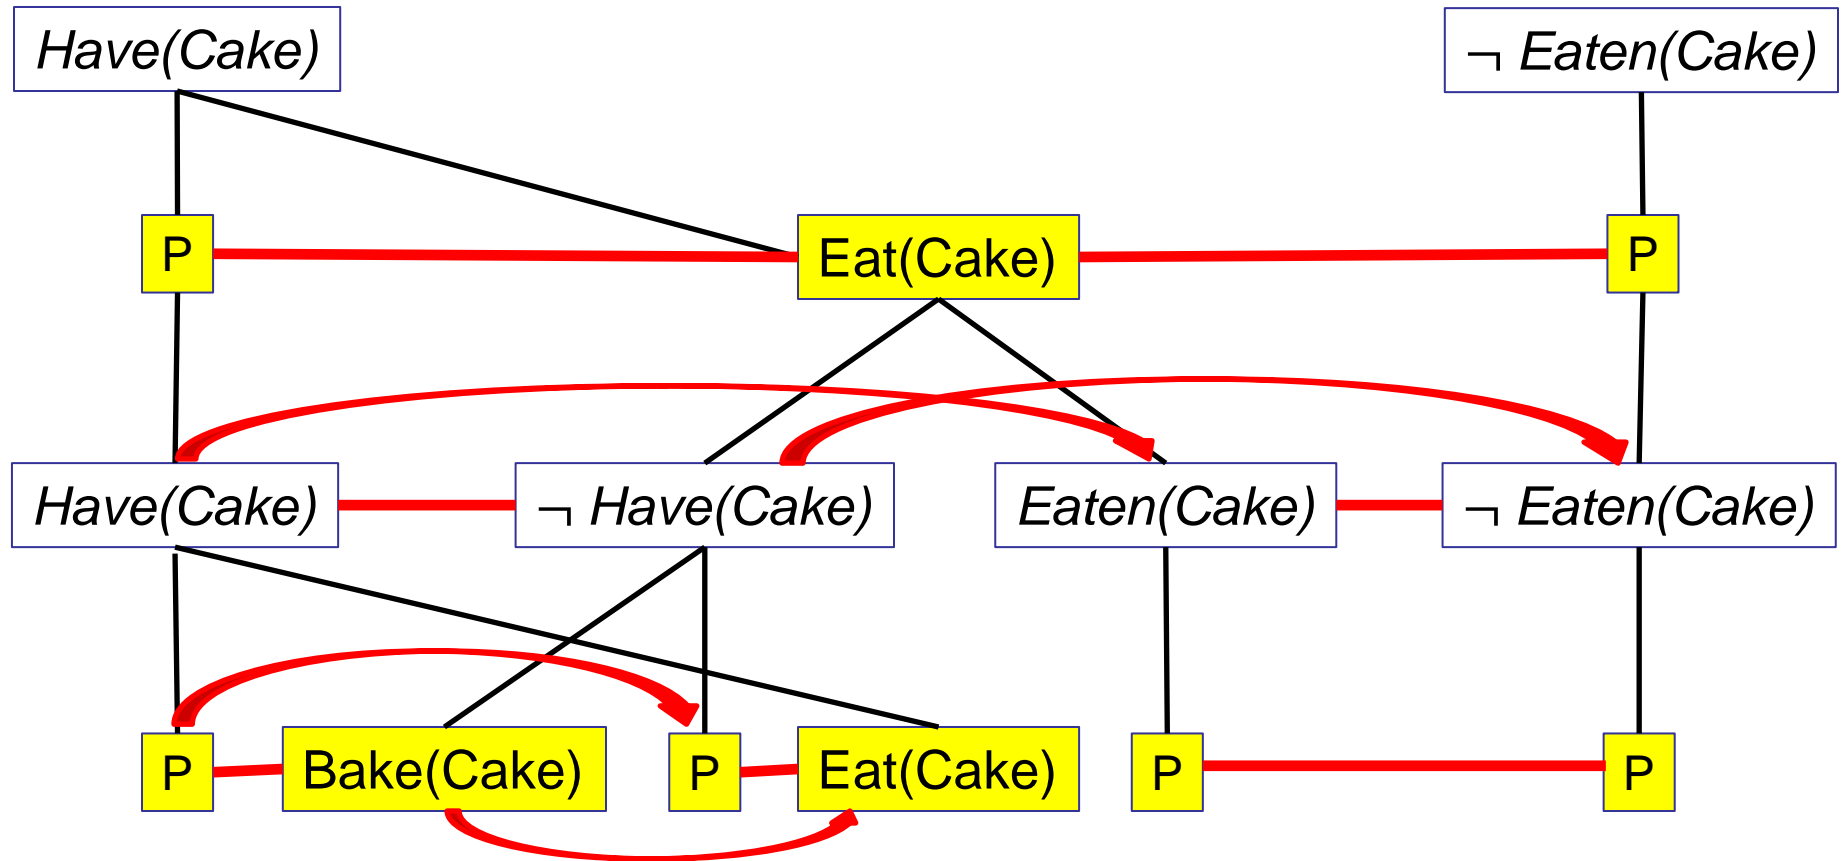 Have(Cake)
¬ Eaten(Cake)
P
Eat(Cake)
P
Have(Cake)
¬ Have(Cake)
Eaten(Cake)
¬ Eaten(Cake)
P
Bake(Cake)
P
Eat(Cake)
P
P